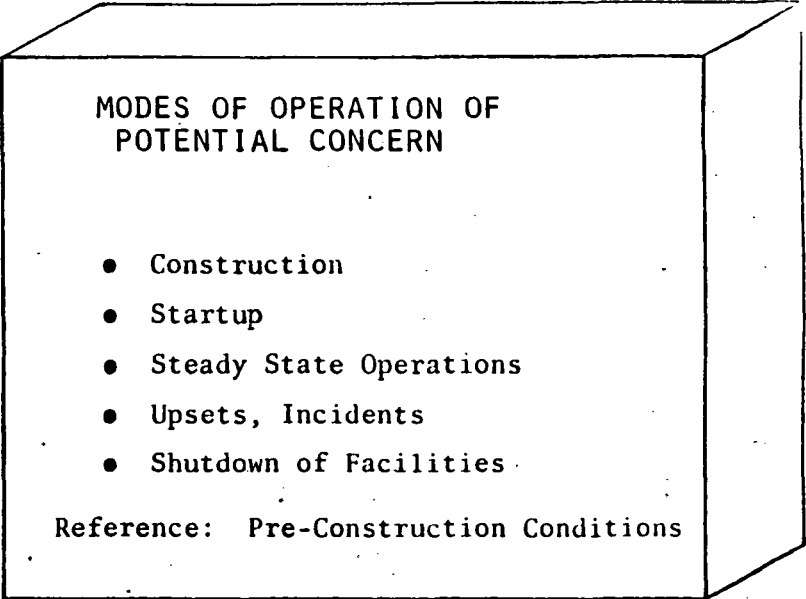 MODES OF OPERATION OF
POTENTIAL CONCERN
● Construction
● Startup
● Steady State Operations
● Upsets, Incidents
● Shutdown of Facilities
Reference: Pre-Construction Conditions